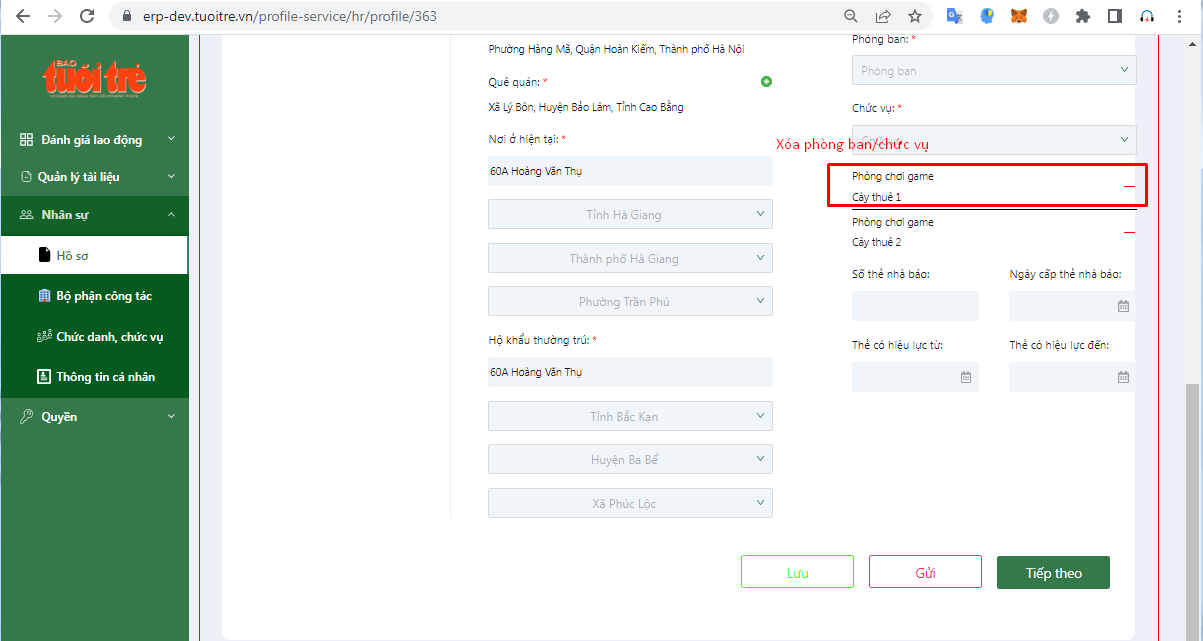 erp-dev.tuoitre.vn/profile-service/hr/profile/363
BÁO
tuổi trẻ
Đánh giá lao động
Quản lý tài liệu
Nhân sự
Hồ sơ
Bộ phận công tác
Chức danh, chức vụ
Thông tin cá nhân
Quyền
Phường Hàng Mã, Quận Hoàn Kiếm, Thành phố Hà Nội
Quê quán: *
Xã Lý Bôn, Huyện Bảo Lâm, Tỉnh Cao Bằng
Nơi ở hiện tại: *
60A Hoàng Văn Thụ
Tỉnh Hà Giang
Thành phố Hà Giang
Phường Trần Phú
Hộ khẩu thường trú: *
60A Hoàng Văn Thụ
Tỉnh Bắc Kạn
Huyện Ba Bể
Xã Phúc Lộc
Phòng ban: *
Phòng ban
Chức vụ: *
Xóa phòng ban/chức vụ
Phòng chơi game
Cày thuê 1
Phòng chơi game
Cày thuê 2
Số thẻ nhà báo:
Ngày cấp thẻ nhà báo:
Thẻ có hiệu lực từ:
Thẻ có hiệu lực đến:
Lưu
Gửi
Tiếp theo